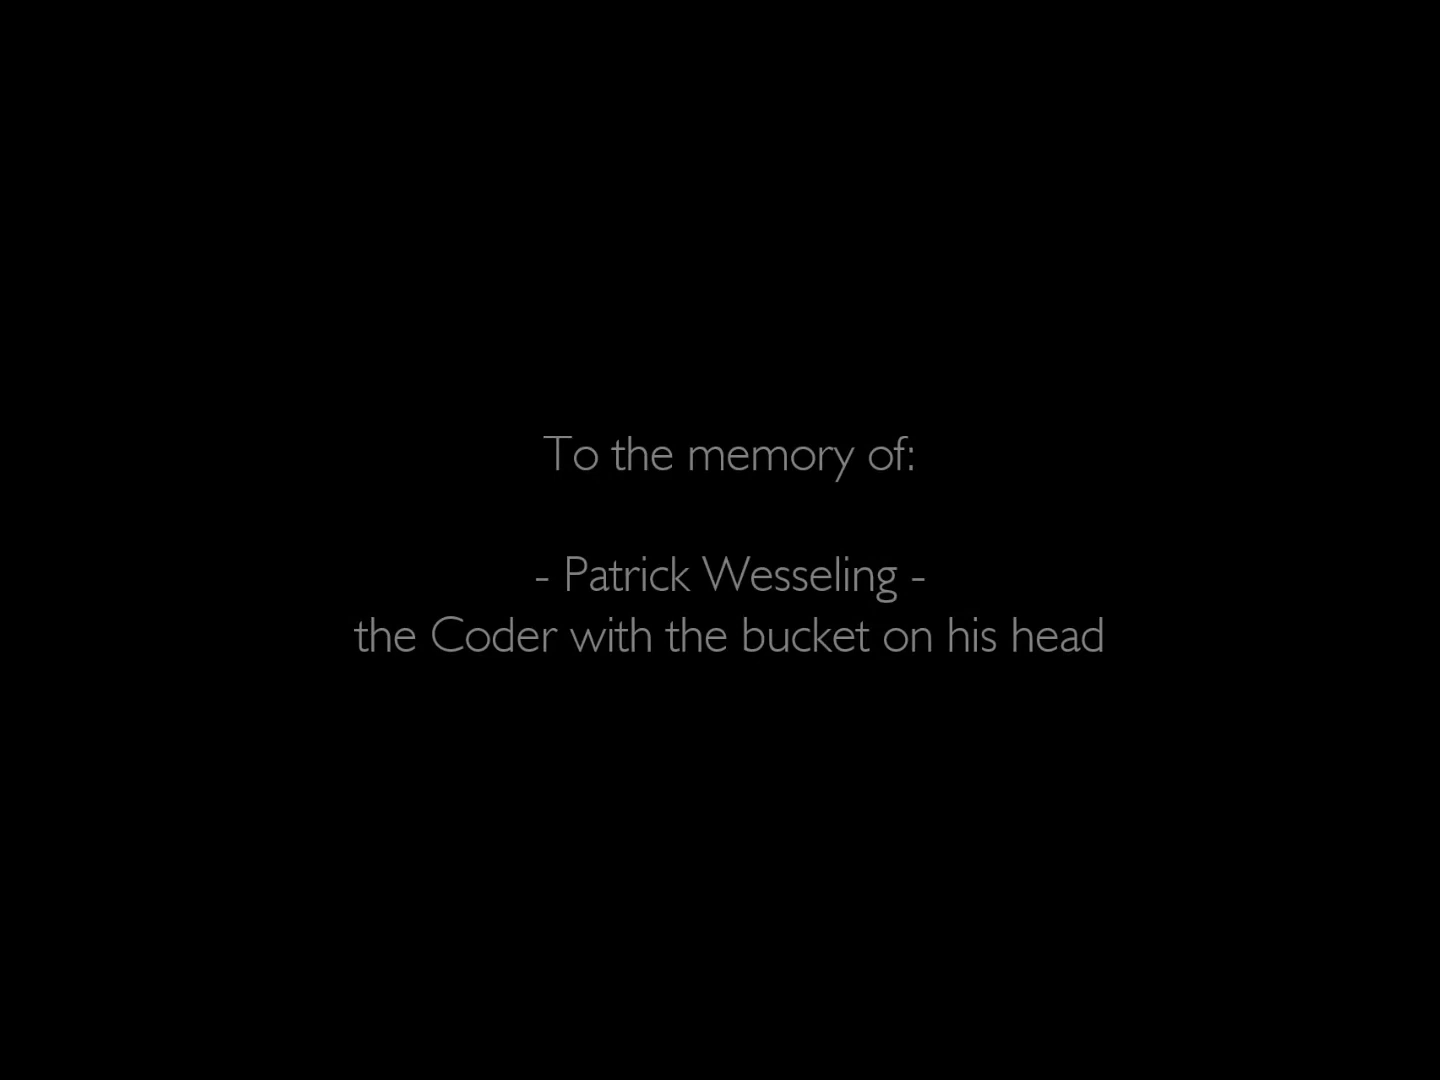 To the memory of:
- Patrick Wesseling -
the Coder with the bucket on his head